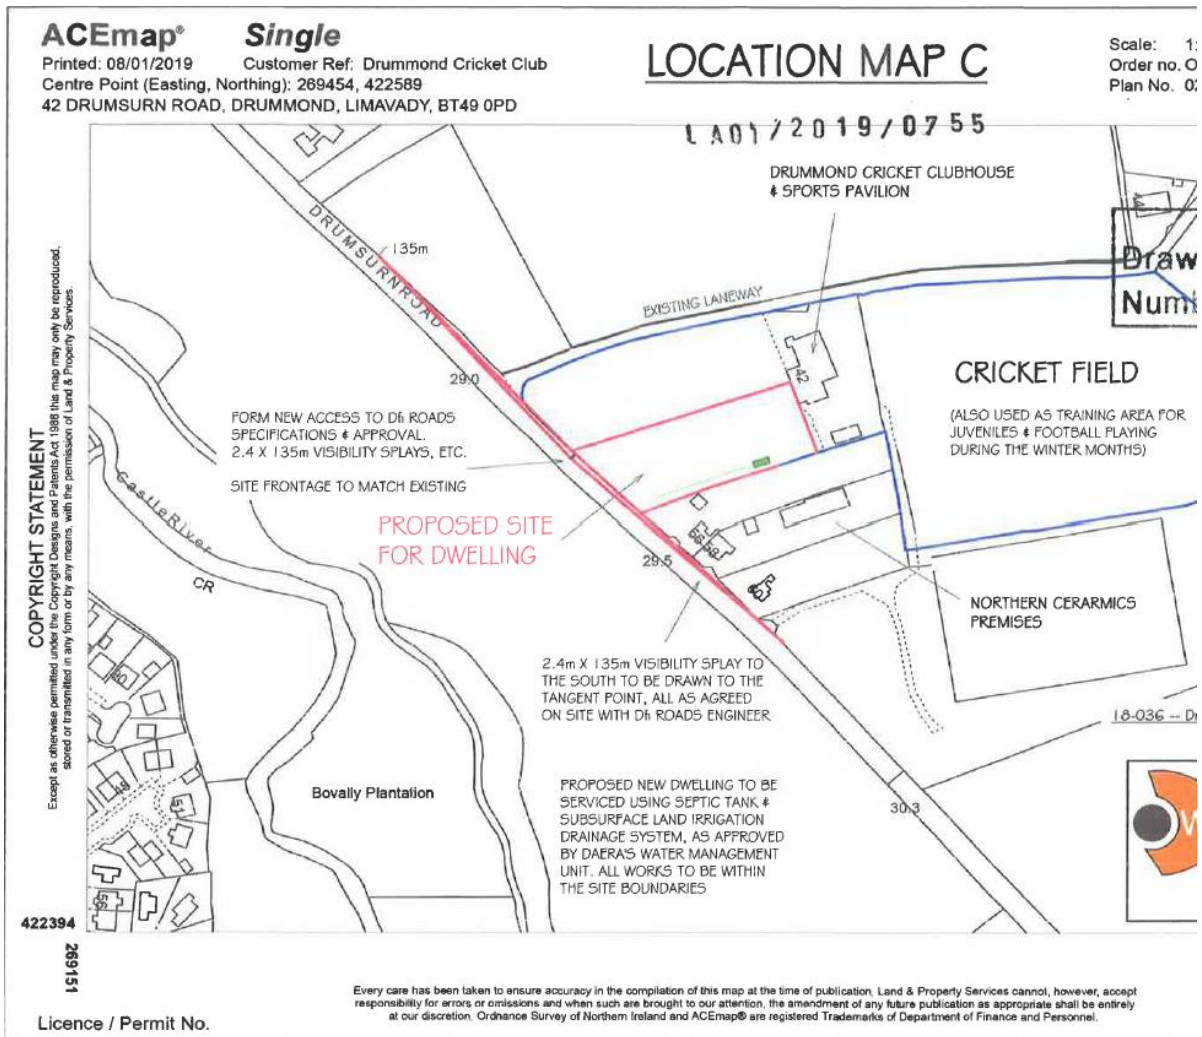 ACEmap® Single
Printed: 08/01/2019 Customer Ref: Drummond Cricket Club
Centre Point (Easting, Northing): 269454, 422589
42 DRUMSURN ROAD, DRUMMOND, LIMAVADY, BT49 0PD
LOCATION MAP C
Scale: 1:
Order no. O
Plan No. 02
LA01/2019/0755
DRUMMOND CRICKET CLUBHOUSE
& SPORTS PAVILION
44
Draw
Num
135m
DRUMSURN ROAD
EXISTING LANEWAY
29.0
42
CRICKET FIELD
(ALSO USED AS TRAINING AREA FOR
JUVENILES & FOOTBALL PLAYING
DURING THE WINTER MONTHS)
FORM NEW ACCESS TO Dfi ROADS
SPECIFICATIONS & APPROVAL.
2.4 X 135m VISIBILITY SPLAYS, ETC.
SITE FRONTAGE TO MATCH EXISTING
PROPOSED SITE
FOR DWELLING
COPYRIGHT STATEMENT
Except as otherwise permitted under the Copyright Designs and Patents Act 1988 this map may only be reproduced,
stored or transmitted in any form or by any means, with the permission of Land & Property Services.
Castle River
CR
56
58
29.5
60
NORTHERN CERARMICS
PREMISES
2.4m X 135m VISIBILITY SPLAY TO
THE SOUTH TO BE DRAWN TO THE
TANGENT POINT, ALL AS AGREED
ON SITE WITH Dfi ROADS ENGINEER
18-036 -- Dr
40
48
51
56
Bovally Plantation
PROPOSED NEW DWELLING TO BE
SERVICED USING SEPTIC TANK &
SUBSURFACE LAND IRRIGATION
DRAINAGE SYSTEM, AS APPROVED
BY DAERA'S WATER MANAGEMENT
UNIT. ALL WORKS TO BE WITHIN
THE SITE BOUNDARIES
30.3
W
422394
269151
Every care has been taken to ensure accuracy in the compilation of this map at the time of publication. Land & Property Services cannot, however, accept
responsibility for errors or omissions and when such are brought to our attention, the amendment of any future publication as appropriate shall be entirely
at our discretion. Ordnance Survey of Northern Ireland and ACEmap® are registered Trademarks of Department of Finance and Personnel.
Licence / Permit No.